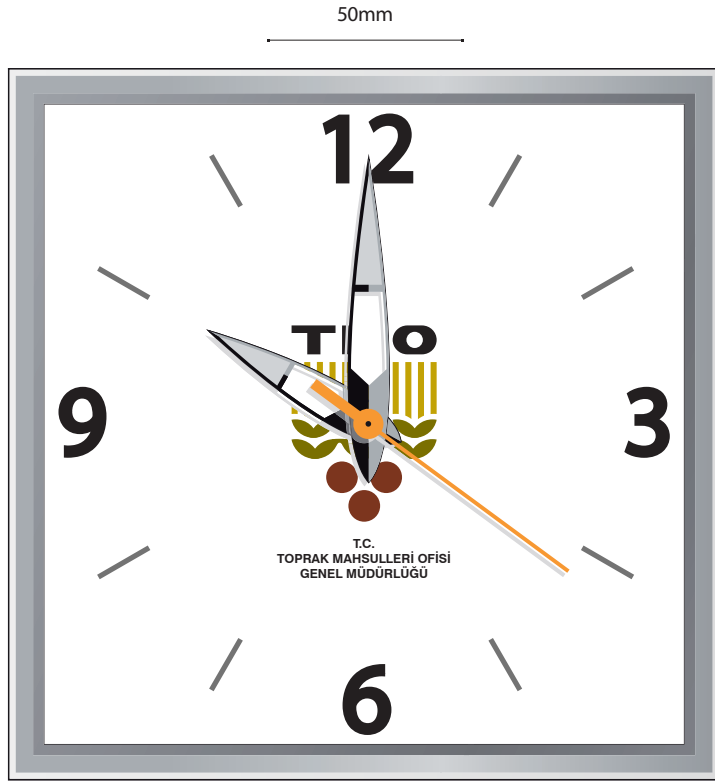 50mm
12
9 3
T.C.
TOPRAK MAHSULLERİ OFİSİ
GENEL MÜDÜRLÜĞÜ
6